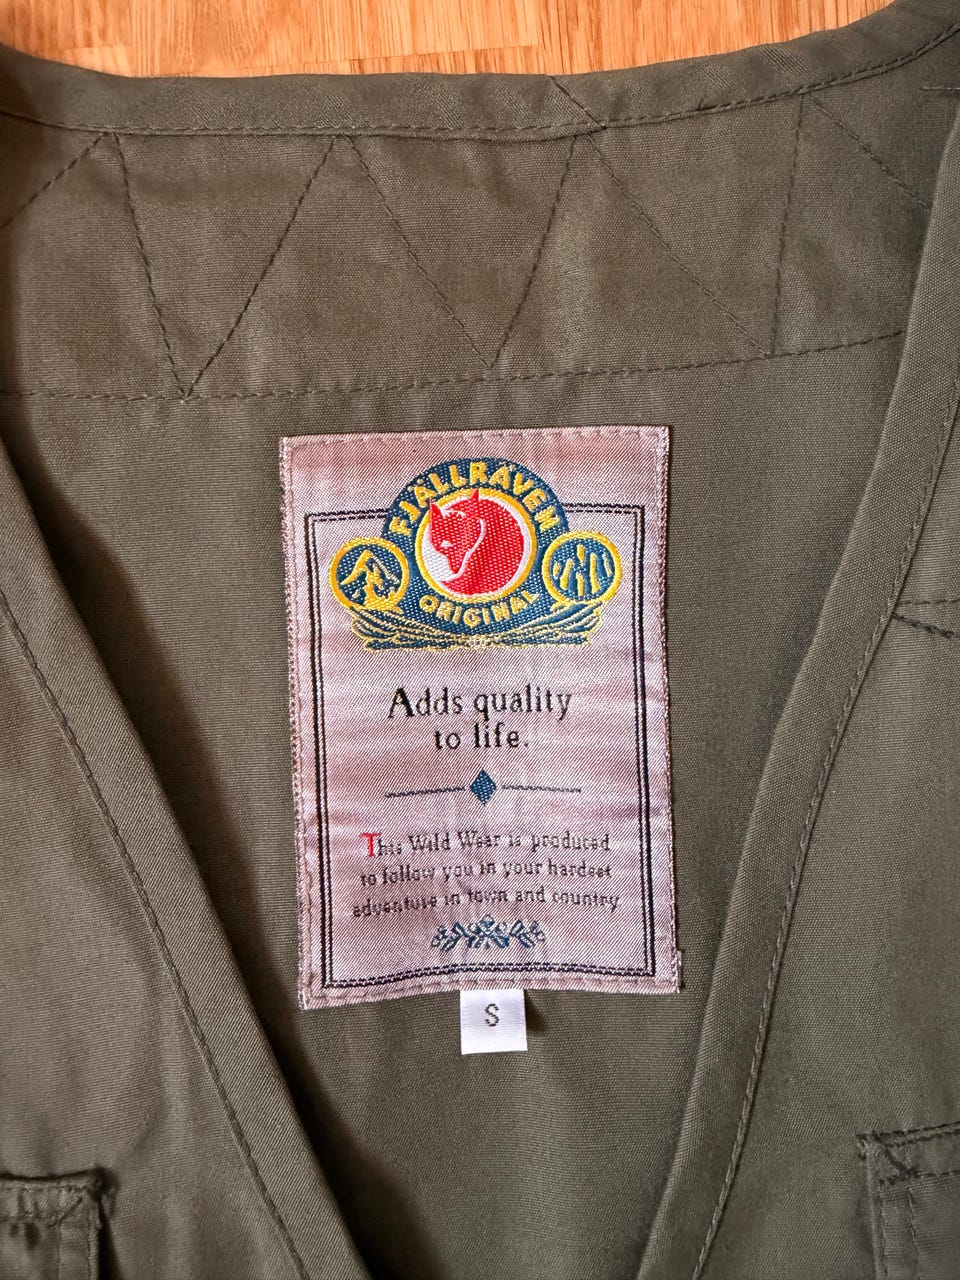 FJÄLLRÄVEN
ORIGINAL
Adds quality
to life.
This Wild Wear is produced
to follow you in your hardest
adventure in town and country
S